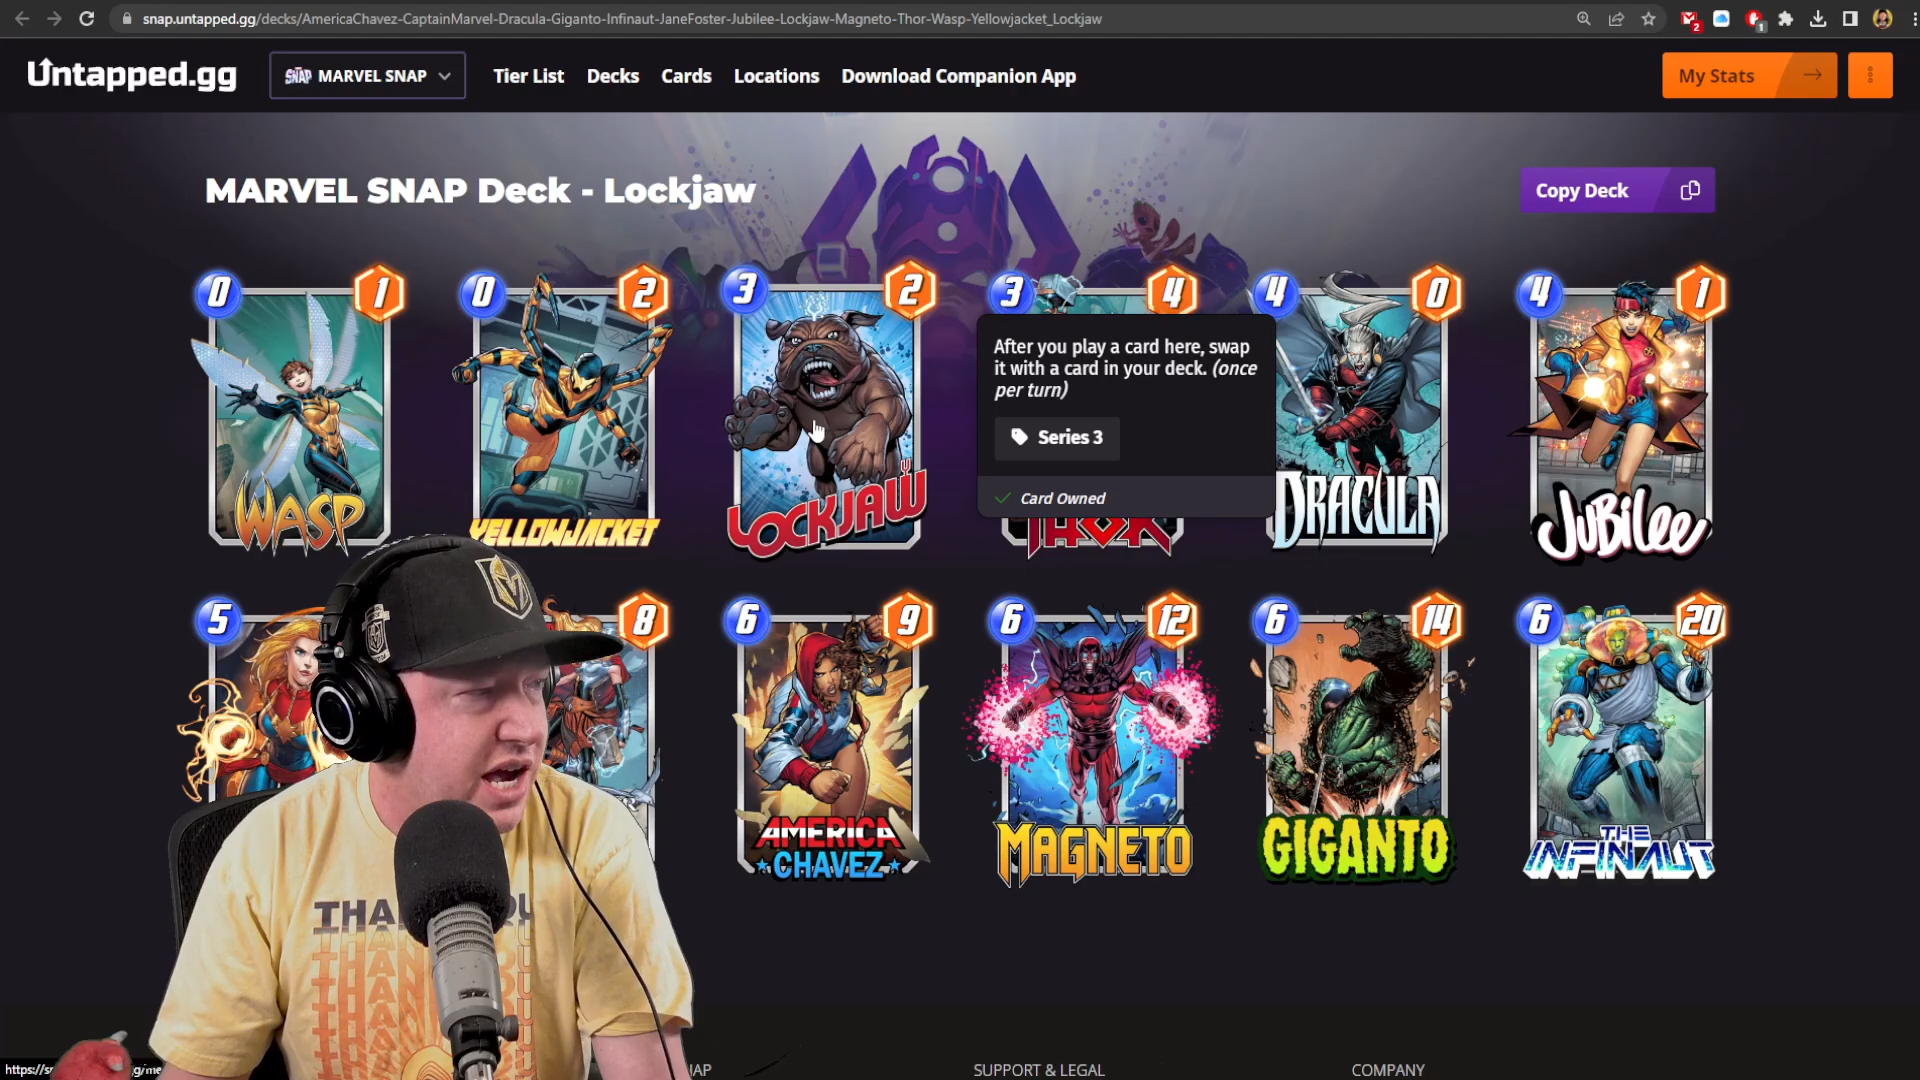 snap.untapped.gg/decks/AmericaChavez-CaptainMarvel-Dracula-Giganto-Infinaut-JaneFoster-Jubilee-Lockjaw-Magneto-Thor-Wasp-Yellowjacket_Lockjaw
2
1
Untapped.gg
SNAP MARVEL SNAP
Tier List
Decks
Cards
Locations
Download Companion App
My Stats
MARVEL SNAP Deck - Lockjaw
Copy Deck
0 1
0 2
3 2
3 4
4 0
4 1
After you play a card here, swap
it with a card in your deck. (once
per turn)
Series 3
Card Owned
WASP
YELLOWJACKET
LOCKJAW
THOR
DRACULA
JUBILEE
5
8
6 9
6 12
6 14
6 20
AMERICA
CHAVEZ
MAGNETO
GIGANTO
THE
INFINAUT
SUPPORT & LEGAL
COMPANY